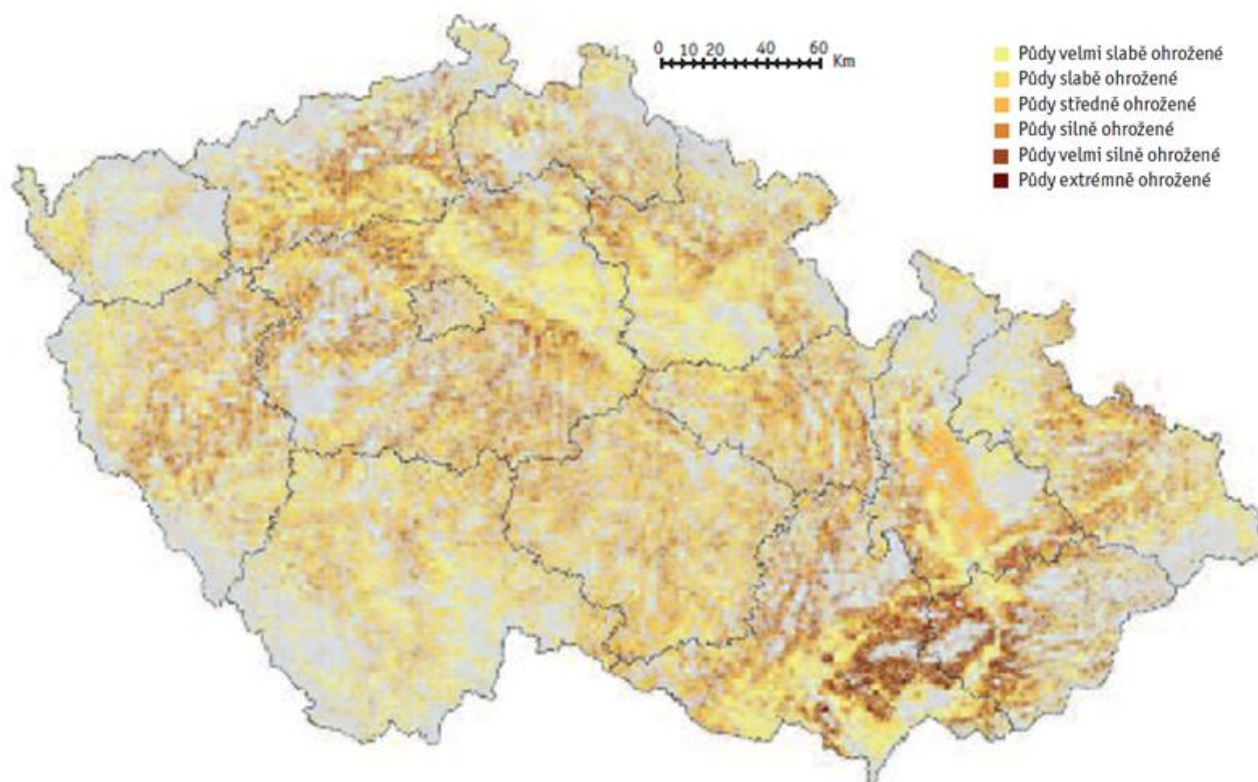 0 10 20 40 60
Km
Půdy velmi slabě ohrožené
Půdy slabě ohrožené
Půdy středně ohrožené
Půdy silně ohrožené
Půdy velmi silně ohrožené
Půdy extrémně ohrožené